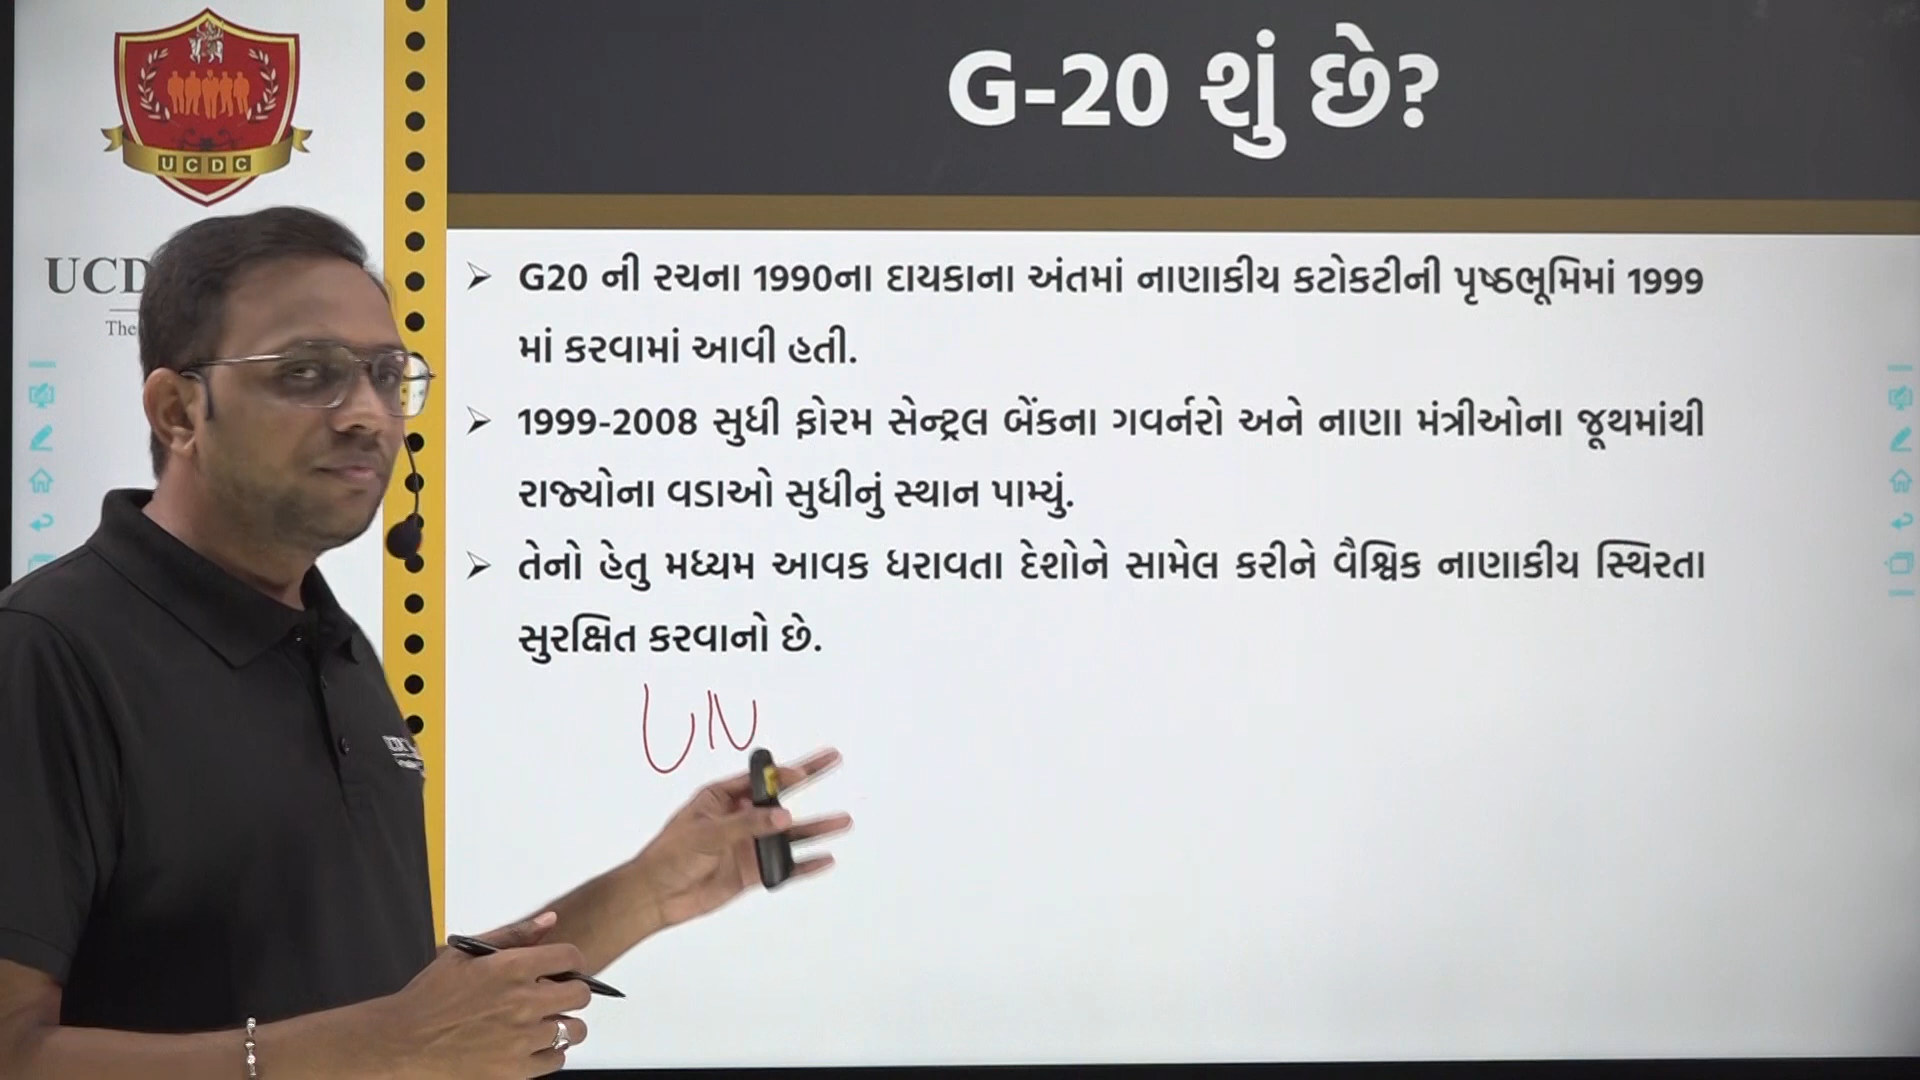 UCDC
G-20 શું છે?
UCD
The
➢ G20 ની રચના 1990ના દાયકાના અંતમાં નાણાકીય કટોકટીની પૃષ્ઠભૂમિમાં 1999
માં કરવામાં આવી હતી.
➢ 1999-2008 સુધી ફોરમ સેન્ટ્રલ બેંકના ગવર્નરો અને નાણા મંત્રીઓના જૂથમાંથી
રાજ્યોના વડાઓ સુધીનું સ્થાન પામ્યું.
➢ તેનો હેતુ મધ્યમ આવક ધરાવતા દેશોને સામેલ કરીને વૈશ્વિક નાણાકીય સ્થિરતા
સુરક્ષિત કરવાનો છે.
UN